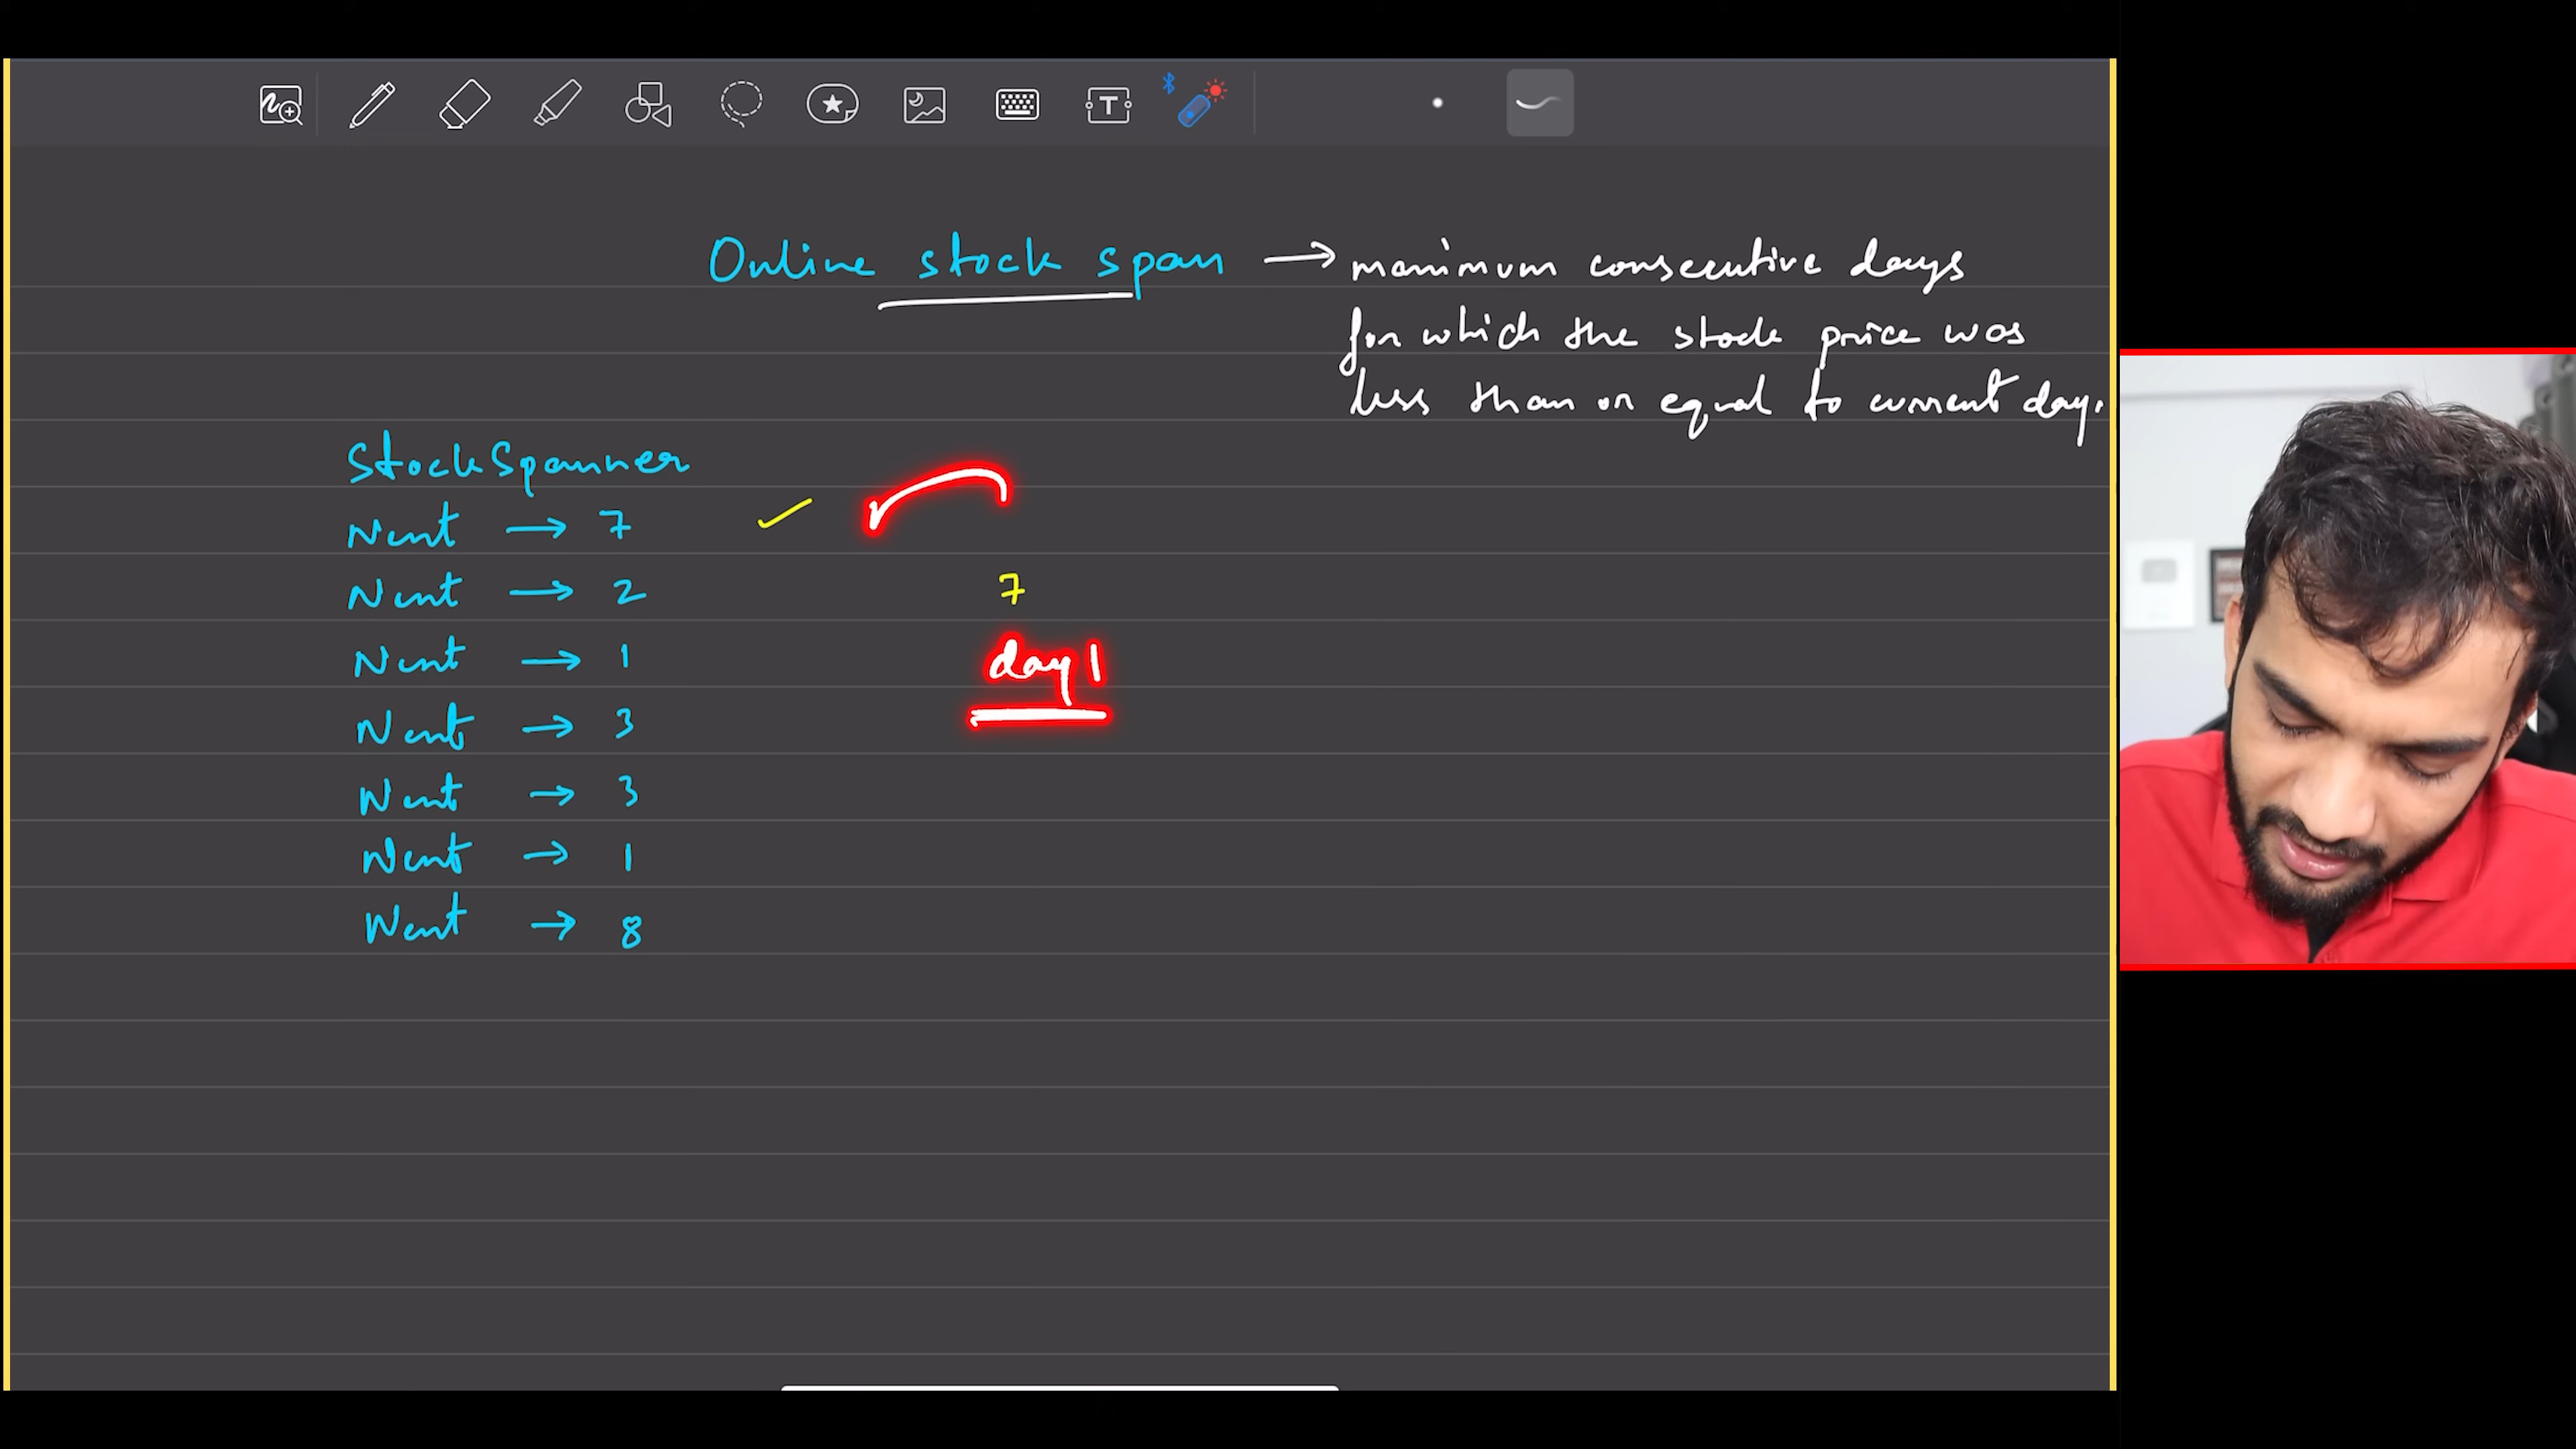 Online stock span → maximum consecutive days
for which the stock price was
less than or equal to current day.
StockSpanner
Next → 7
Next → 2
7
Next → 1
day 1
Next → 3
Next → 3
Next → 1
Next → 8